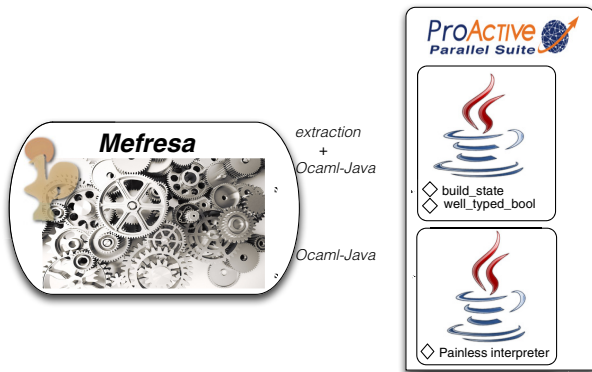 Mefresa
extraction
+
Ocaml-Java
Ocaml-Java
ProActive
Parallel Suite
build_state
well_typed_bool
Painless interpreter